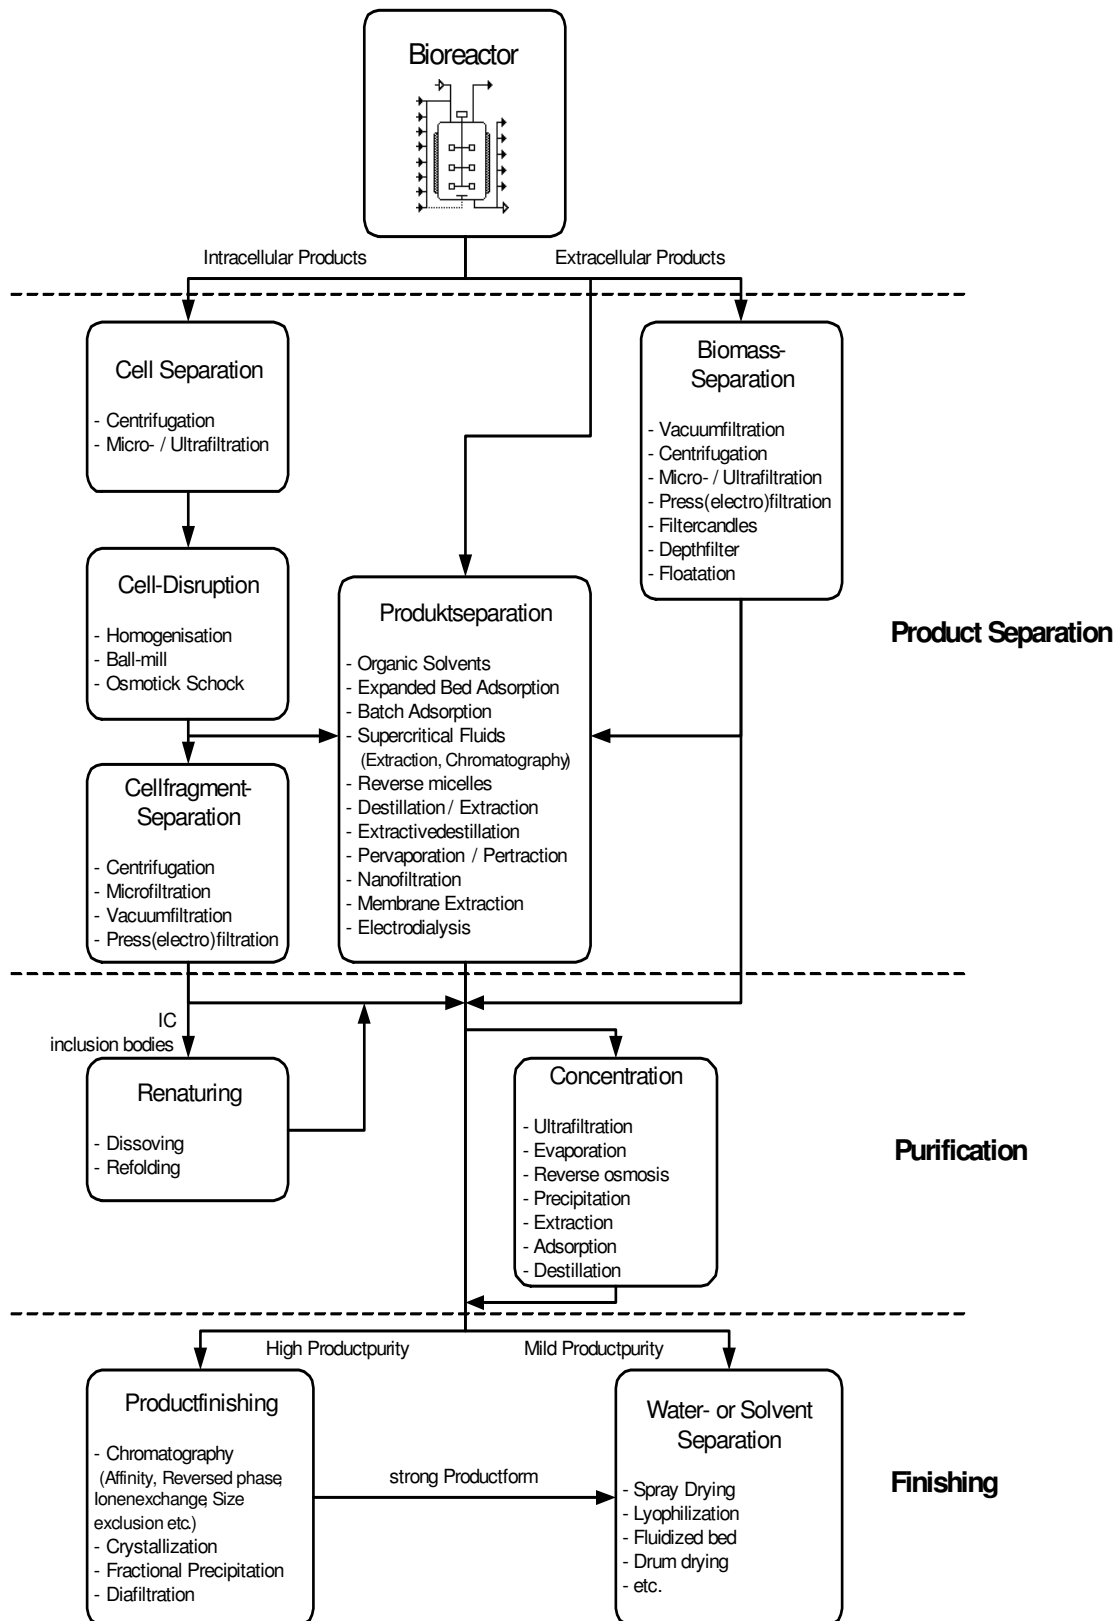 Bioreactor
Intracellular Products
Extracellular Products
Cell Separation
- Centrifugation
- Micro- / Ultrafiltration
Biomass-
Separation
- Vacuumfiltration
- Centrifugation
- Micro- / Ultrafiltration
- Press(electro)filtration
- Filtercandles
- Depthfilter
- Floatation
Cell-Disruption
- Homogenisation
- Ball-mill
- Osmotick Schock
Produktseparation
- Organic Solvents
- Expanded Bed Adsorption
- Batch Adsorption
- Supercritical Fluids
(Extraction, Chromatography)
- Reverse micelles
- Destillation / Extraction
- Extractivedestillation
- Pervaporation / Pertraction
- Nanofiltration
- Membrane Extraction
- Electrodialysis
Product Separation
Cellfragment-
Separation
- Centrifugation
- Microfiltration
- Vacuumfiltration
- Press(electro)filtration
IC
inclusion bodies
Renaturing
- Dissoving
- Refolding
Concentration
- Ultrafiltration
- Evaporation
- Reverse osmosis
- Precipitation
- Extraction
- Adsorption
- Destillation
Purification
High Productpurity
Mild Productpurity
Productfinishing
- Chromatography
(Affinity, Reversed phase,
Ionenexchange, Size
exclusion etc.)
- Crystallization
- Fractional Precipitation
- Diafiltration
strong Productform
Water- or Solvent
Separation
- Spray Drying
- Lyophilization
- Fluidized bed
- Drum drying
- etc.
Finishing